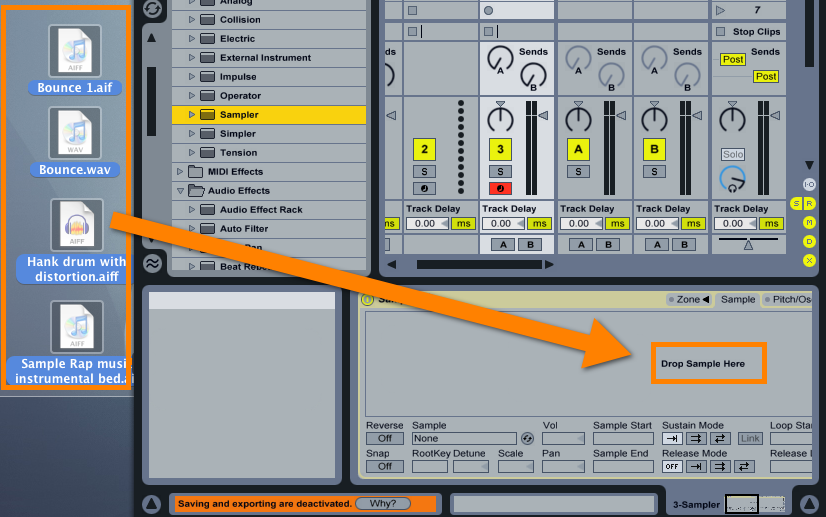 AIFF
Bounce 1.aif
WAV
Bounce.wav
AIFF
Hank drum with
distortion.aiff
AIFF
Sample Rap musi
instrumental bed.ai
Analog
Collision
Electric
External Instrument
Impulse
Operator
Sampler
Simpler
Tension
MIDI Effects
Audio Effects
Audio Effect Rack
Auto Filter
Pan
Beat Repe
7
Stop Clips
ds Sends Sends Sends Sends
A B A B A B Post
Post
2 3 A B Solo
S S S S
Track Delay Track Delay Track Delay Track Delay Track Delay
ms 0.00 ms 0.00 ms 0.00 ms 0.00 ms 0.00 ms
A B A B A B
I·O
S R
M
D
X
Zone Sample Pitch/Os
Drop Sample Here
Reverse Sample Vol Sample Start Sustain Mode Loop Star
Off None Link
Snap RootKey Detune Scale Pan Sample End Release Mode Release L
Off OFF
Saving and exporting are deactivated. Why?
3-Sampler